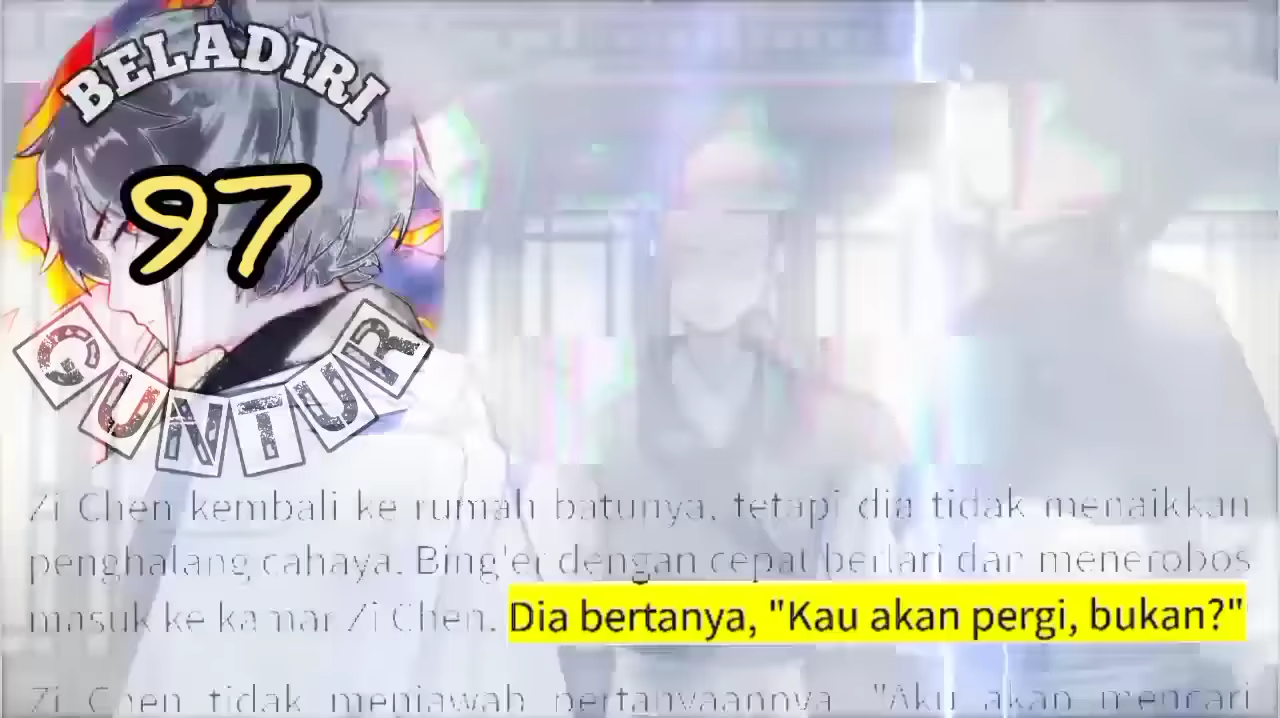 BELADIRI
97
GUNTUR
Zi Chen kembali ke rumah batunya, tetapi dia tidak menaikkan
penghalang cahaya. Bing'er dengan cepat berlari dan menerobos
masuk ke kamar Zi Chen. Dia bertanya, "Kau akan pergi, bukan?"
Zi Chen tidak menjawab pertanyaannya. "Aku akan mencari